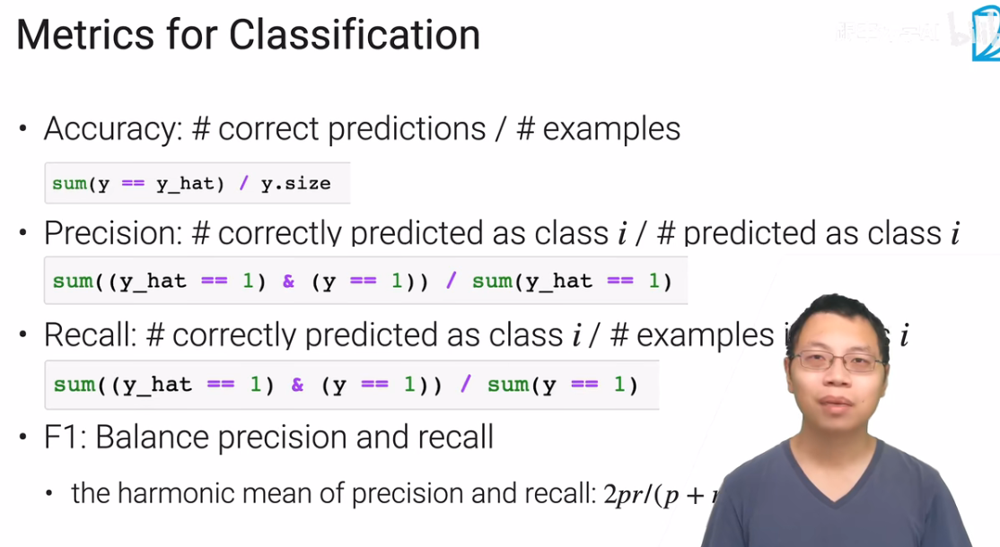 Metrics for Classification
• Accuracy: # correct predictions / # examples
sum(y == y_hat) / y.size
• Precision: # correctly predicted as class i / # predicted as class i
sum((y_hat == 1) & (y == 1)) / sum(y_hat == 1)
• Recall: # correctly predicted as class i / # examples i
sum((y_hat == 1) & (y == 1)) / sum(y == 1)
• F1: Balance precision and recall
• the harmonic mean of precision and recall: 2pr/(p +